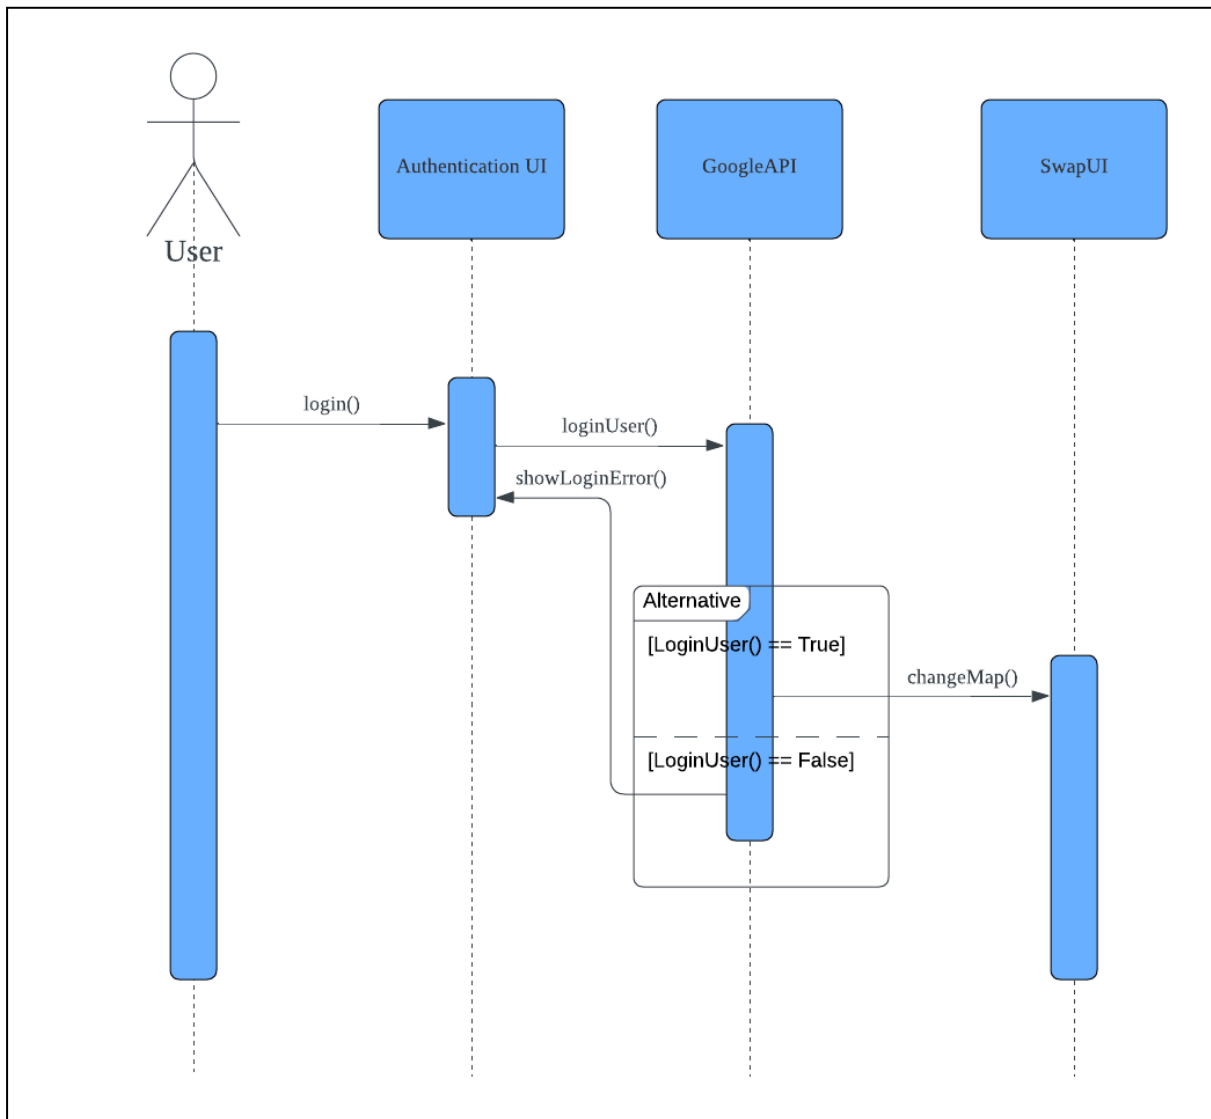 Authentication UI
GoogleAPI
SwapUI
User
login()
loginUser()
showLoginError()
Alternative
[LoginUser() == True]
changeMap()
[LoginUser() == False]